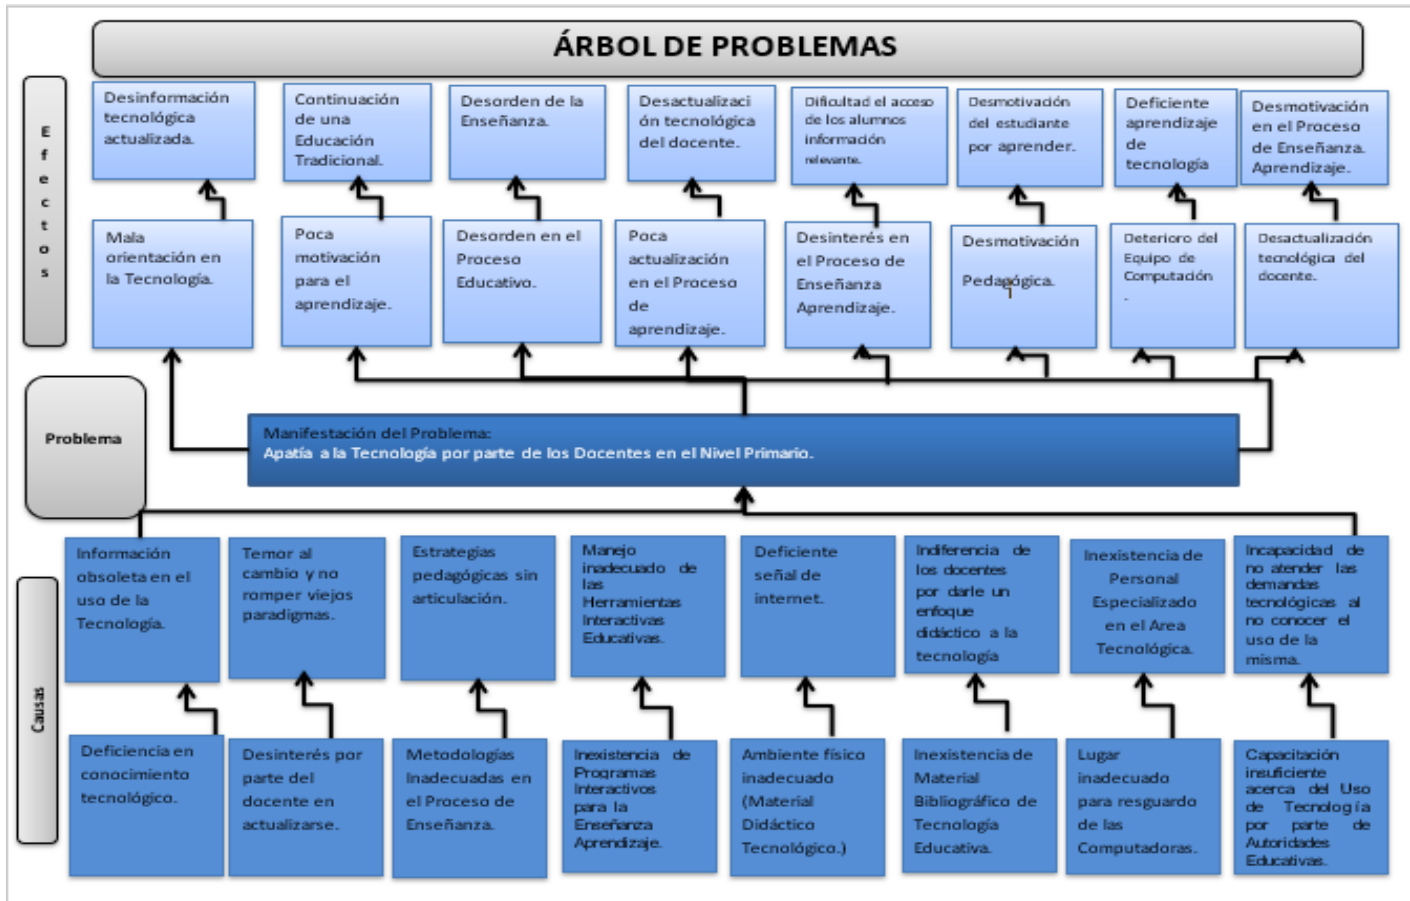 ÁRBOL DE PROBLEMAS
Efectos
Desinformación
tecnológica
actualizada.
Continuación
de una
Educación
Tradicional.
Desorden de la
Enseñanza.
Desactualizaci
ón tecnológica
del docente.
Dificultad el acceso
de los alumnos
información
relevante.
Desmotivación
del estudiante
por aprender.
Deficiente
aprendizaje
de
tecnología
Desmotivación
en el Proceso
de Enseñanza.
Aprendizaje.
Mala
orientación en
la Tecnología.
Poca
motivación
para el
aprendizaje.
Desorden en el
Proceso
Educativo.
Poca
actualización
en el Proceso
de
aprendizaje.
Desinterés en
el Proceso de
Enseñanza
Aprendizaje.
Desmotivación
Pedagógica.
Deterioro del
Equipo de
Computación
.
Desactualización
tecnológica del
docente.
Problema
Manifestación del Problema:
Apatía a la Tecnología por parte de los Docentes en el Nivel Primario.
Causas
Información
obsoleta en el
uso de la
Tecnología.
Temor al
cambio y no
romper viejos
paradigmas.
Estrategias
pedagógicas sin
articulación.
Manejo
inadecuado de
las
Herramientas
Interactivas
Educativas.
Deficiente
señal de
internet.
Indiferencia de
los docentes
por darle un
enfoque
didáctico a la
tecnología
Inexistencia de
Personal
Especializado
en el Area
Tecnológica.
Incapacidad de
no atender las
demandas
tecnológicas al
no conocer el
uso de la
misma.
Deficiencia en
conocimiento
tecnológico.
Desinterés por
parte del
docente en
actualizarse.
Metodologías
Inadecuadas en
el Proceso de
Enseñanza.
Inexistencia de
Programas
Interactivos
para la
Enseñanza
Aprendizaje.
Ambiente físico
inadecuado
(Material
Didáctico
Tecnológico.)
Inexistencia de
Material
Bibliográfico de
Tecnología
Educativa.
Lugar
inadecuado
para resguardo
de las
Computadoras.
Capacitación
insuficiente
acerca del Uso
de Tecnología
por parte de
Autoridades
Educativas.